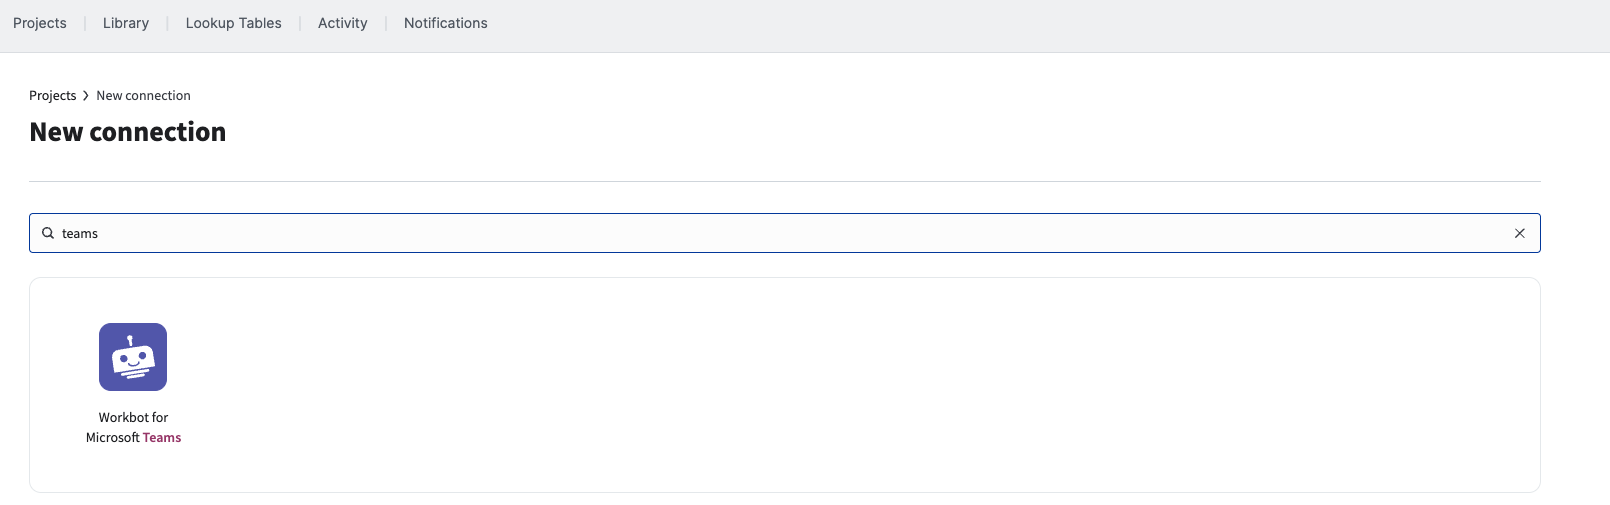 Projects | Library | Lookup Tables | Activity | Notifications
Projects > New connection
New connection
teams
Workbot for
Microsoft Teams